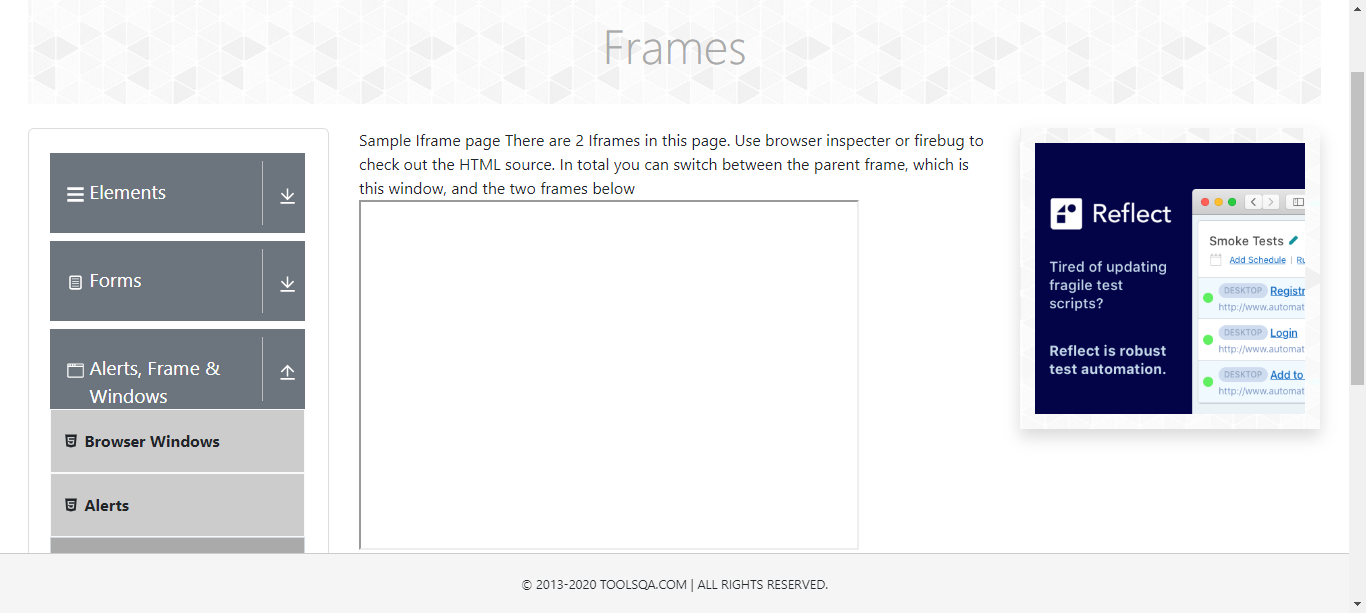 Frames
Elements
Forms
Alerts, Frame &
Windows
Browser Windows
Alerts
Sample Iframe page There are 2 Iframes in this page. Use browser inspecter or firebug to
check out the HTML source. In total you can switch between the parent frame, which is
this window, and the two frames below
Reflect
Tired of updating
fragile test
scripts?
Reflect is robust
test automation.
Smoke Tests
Add Schedule | Ru
DESKTOP Registr
http://www.automat
DESKTOP Login
http://www.automat
DESKTOP Add to
http://www.automat
© 2013-2020 TOOLSQA.COM | ALL RIGHTS RESERVED.